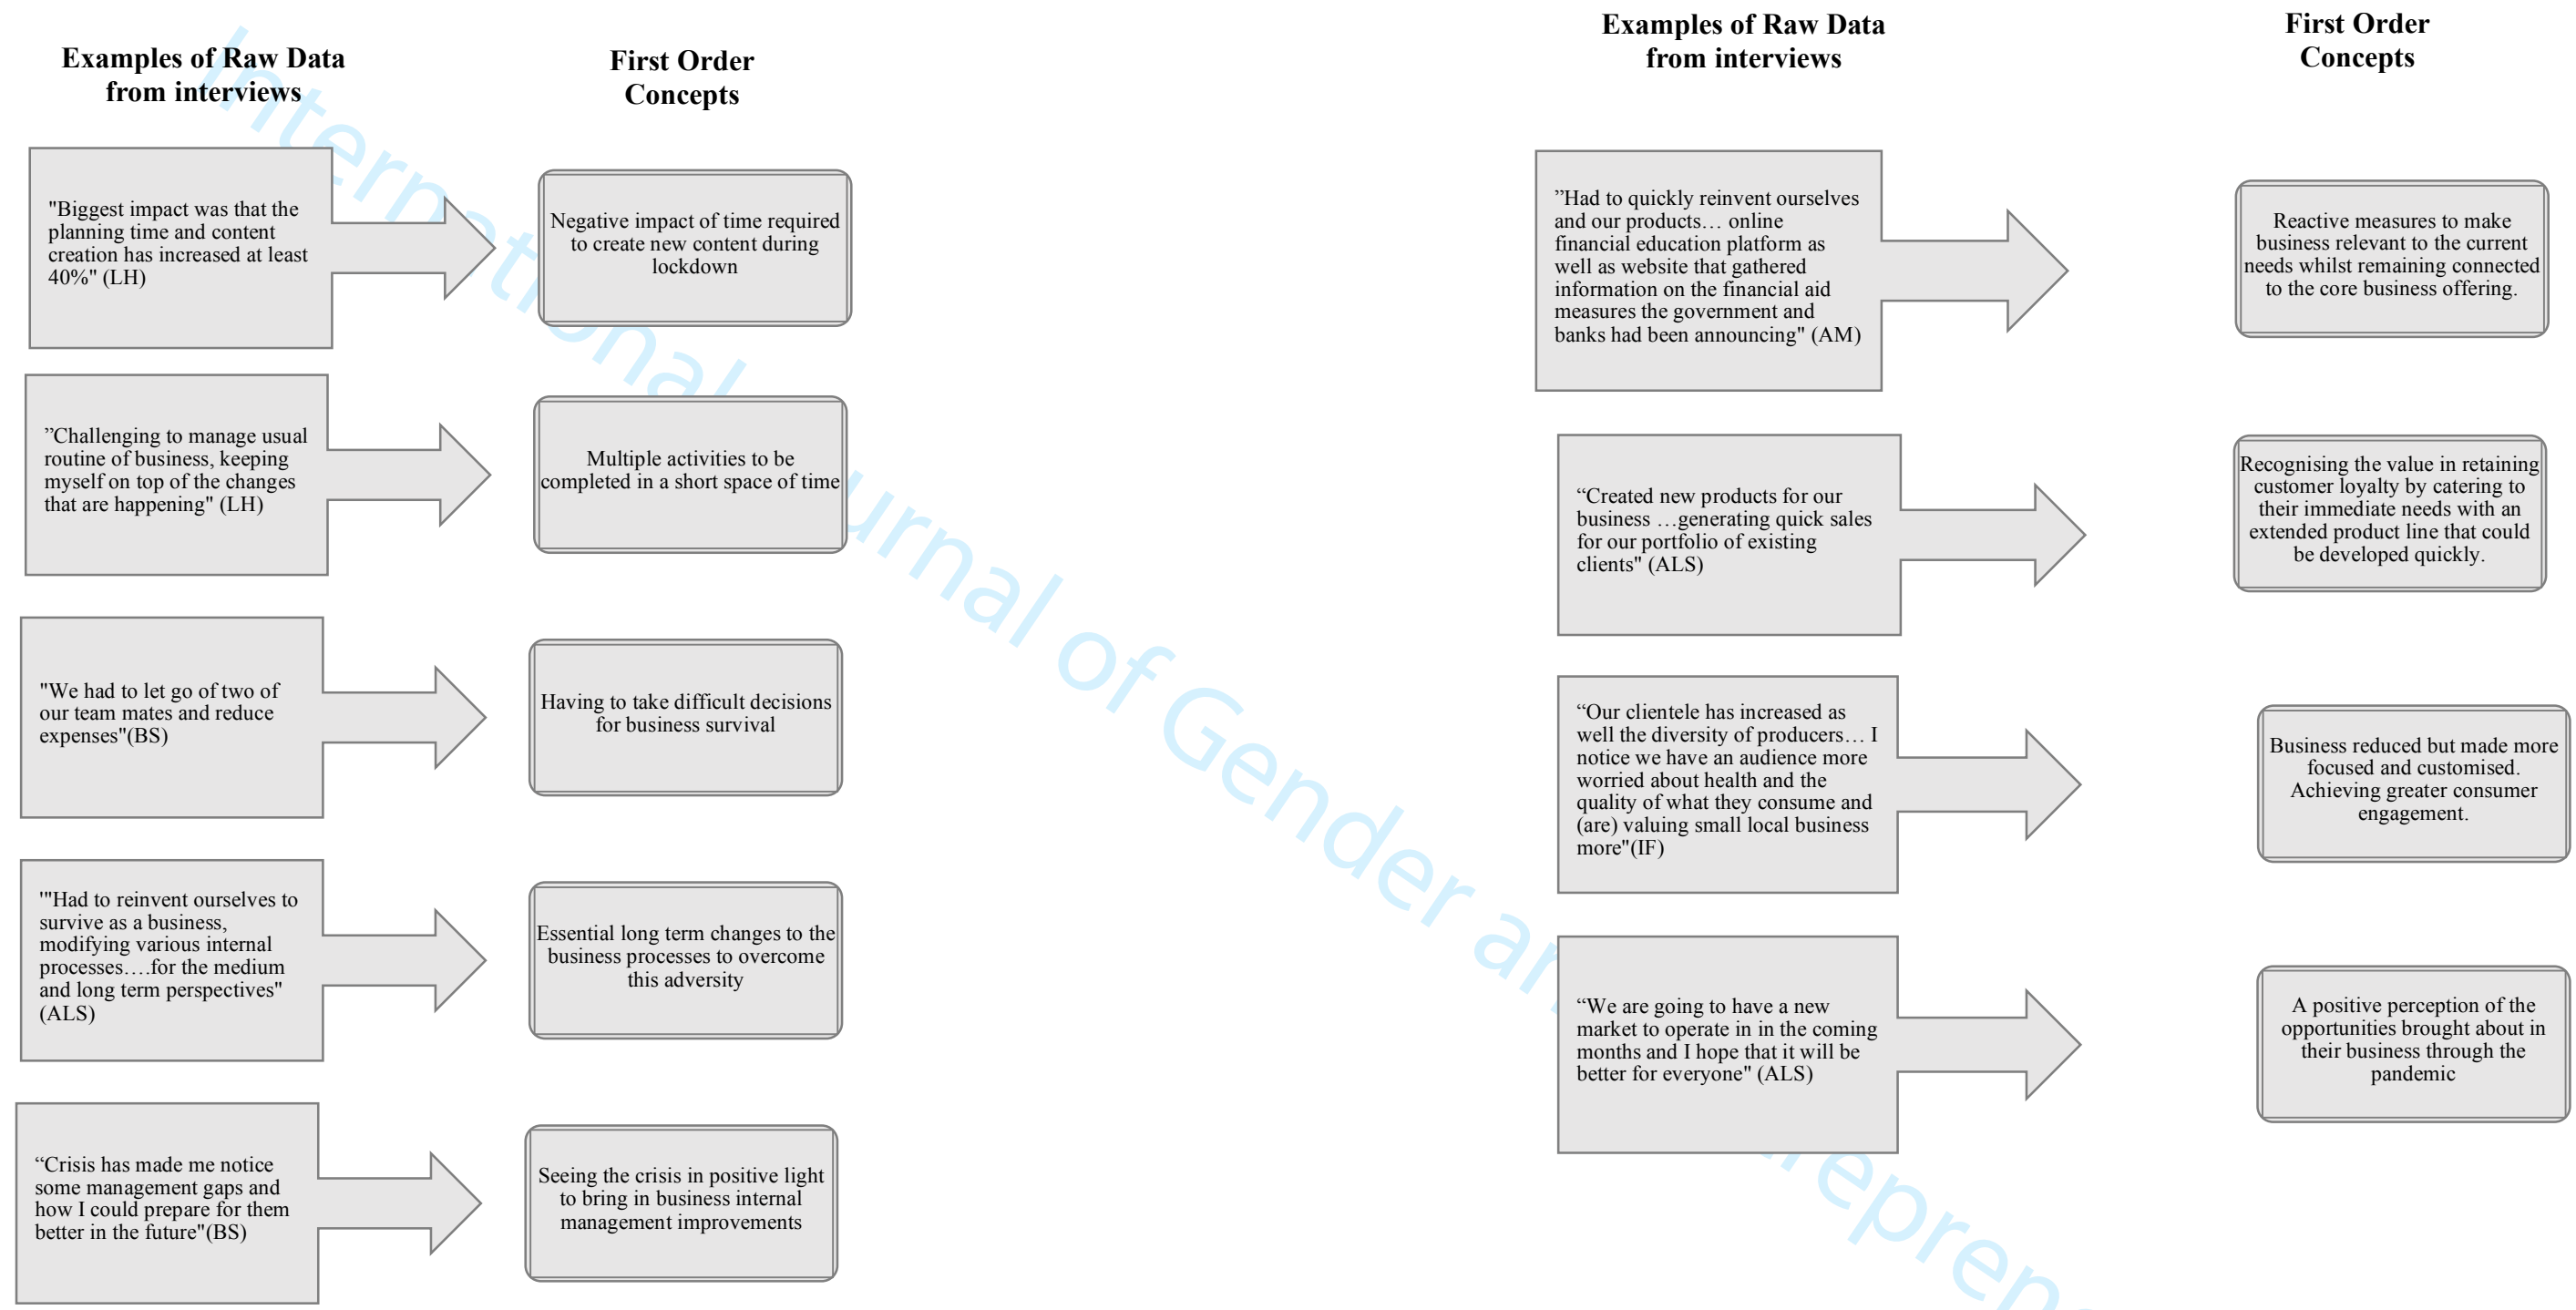 Examples of Raw Data
from interviews
First Order
Concepts
"Biggest impact was that the
planning time and content
creation has increased at least
40%" (LH)
Negative impact of time required
to create new content during
lockdown
”Challenging to manage usual
routine of business, keeping
myself on top of the changes
that are happening" (LH)
Multiple activities to be
completed in a short space of time
"We had to let go of two of
our team mates and reduce
expenses"(BS)
Having to take difficult decisions
for business survival
'"Had to reinvent ourselves to
survive as a business,
modifying various internal
processes….for the medium
and long term perspectives"
(ALS)
Essential long term changes to the
business processes to overcome
this adversity
“Crisis has made me notice
some management gaps and
how I could prepare for them
better in the future"(BS)
Seeing the crisis in positive light
to bring in business internal
management improvements
Examples of Raw Data
from interviews
First Order
Concepts
”Had to quickly reinvent ourselves
and our products… online
financial education platform as
well as website that gathered
information on the financial aid
measures the government and
banks had been announcing" (AM)
Reactive measures to make
business relevant to the current
needs whilst remaining connected
to the core business offering.
“Created new products for our
business …generating quick sales
for our portfolio of existing
clients" (ALS)
Recognising the value in retaining
customer loyalty by catering to
their immediate needs with an
extended product line that could
be developed quickly.
“Our clientele has increased as
well the diversity of producers… I
notice we have an audience more
worried about health and the
quality of what they consume and
(are) valuing small local business
more"(IF)
Business reduced but made more
focused and customised.
Achieving greater consumer
engagement.
“We are going to have a new
market to operate in in the coming
months and I hope that it will be
better for everyone" (ALS)
A positive perception of the
opportunities brought about in
their business through the
pandemic
International of Gender